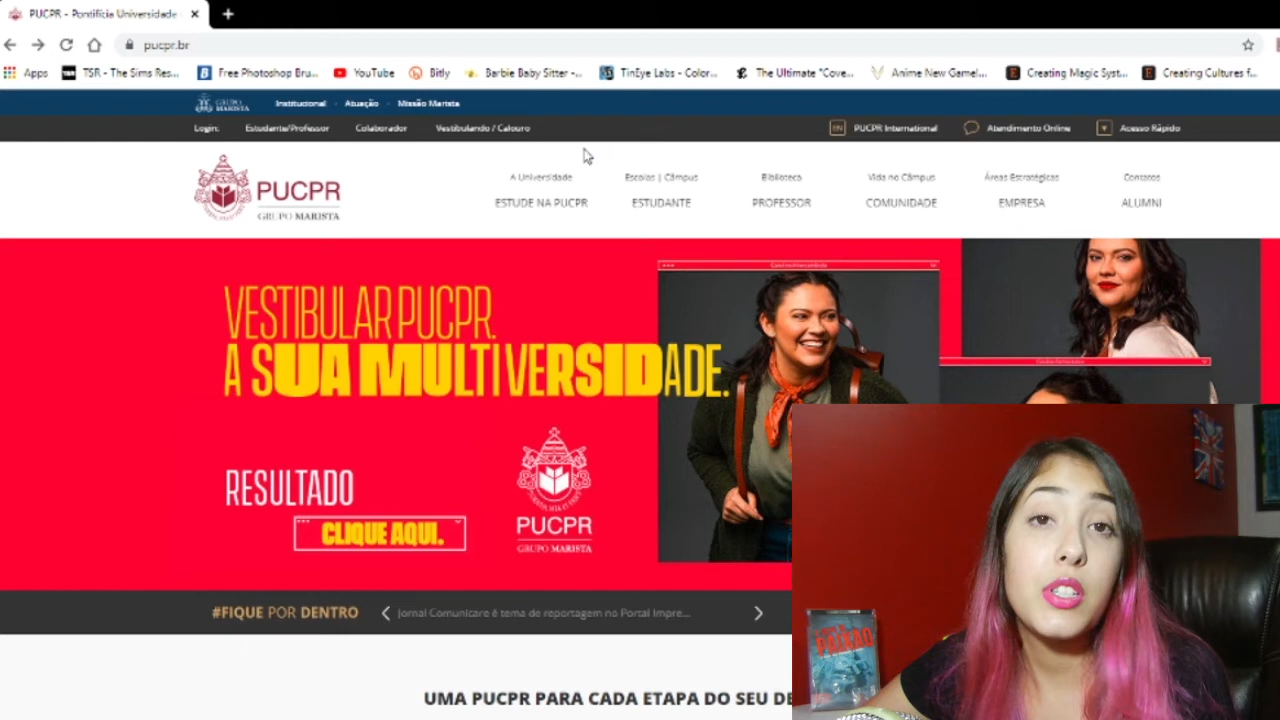 PUCPR - Pontifícia Universidade
pucpr.br
Apps
TSR - The Sims Res...
Free Photoshop Bru...
YouTube
Bitly
Barbie Baby Sitter -...
TinEye Labs - Color...
The Ultimate "Cove...
Anime New Game!...
Creating Magic Syst...
Creating Cultures f...
GRUPO MARISTA
Institucional
Atuação
Missão Marista
Login:
Estudante/Professor
Colaborador
Vestibulando / Calouro
EN
PUCPR International
Atendimento Online
Acesso Rápido
PUCPR
GRUPO MARISTA
A Universidade
Escolas | Câmpus
Biblioteca
Vida no Câmpus
Áreas Estratégicas
Contatos
ESTUDE NA PUCPR
ESTUDANTE
PROFESSOR
COMUNIDADE
EMPRESA
ALUMNI
VESTIBULAR PUCPR.
A SUA MULTIVERSIDADE.
RESULTADO
CLIQUE AQUI.
PUCPR
GRUPO MARISTA
#FIQUE POR DENTRO
Jornal Comunicare é tema de reportagem no Portal Impre...
PAIXÃO
UMA PUCPR PARA CADA ETAPA DO SEU DE